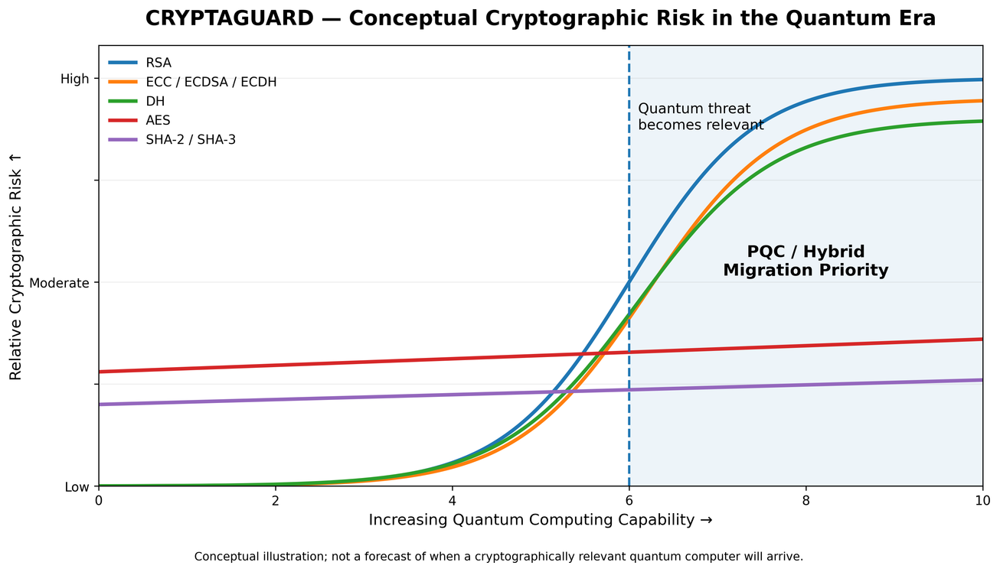 CRYPTAGUARD — Conceptual Cryptographic Risk in the Quantum Era
RSA
ECC / ECDSA / ECDH
DH
AES
SHA-2 / SHA-3
Quantum threat
becomes relevant
PQC / Hybrid
Migration Priority
Relative Cryptographic Risk ↑
High
Moderate
Low
0 2 4 6 8 10
Increasing Quantum Computing Capability →
Conceptual illustration; not a forecast of when a cryptographically relevant quantum computer will arrive.